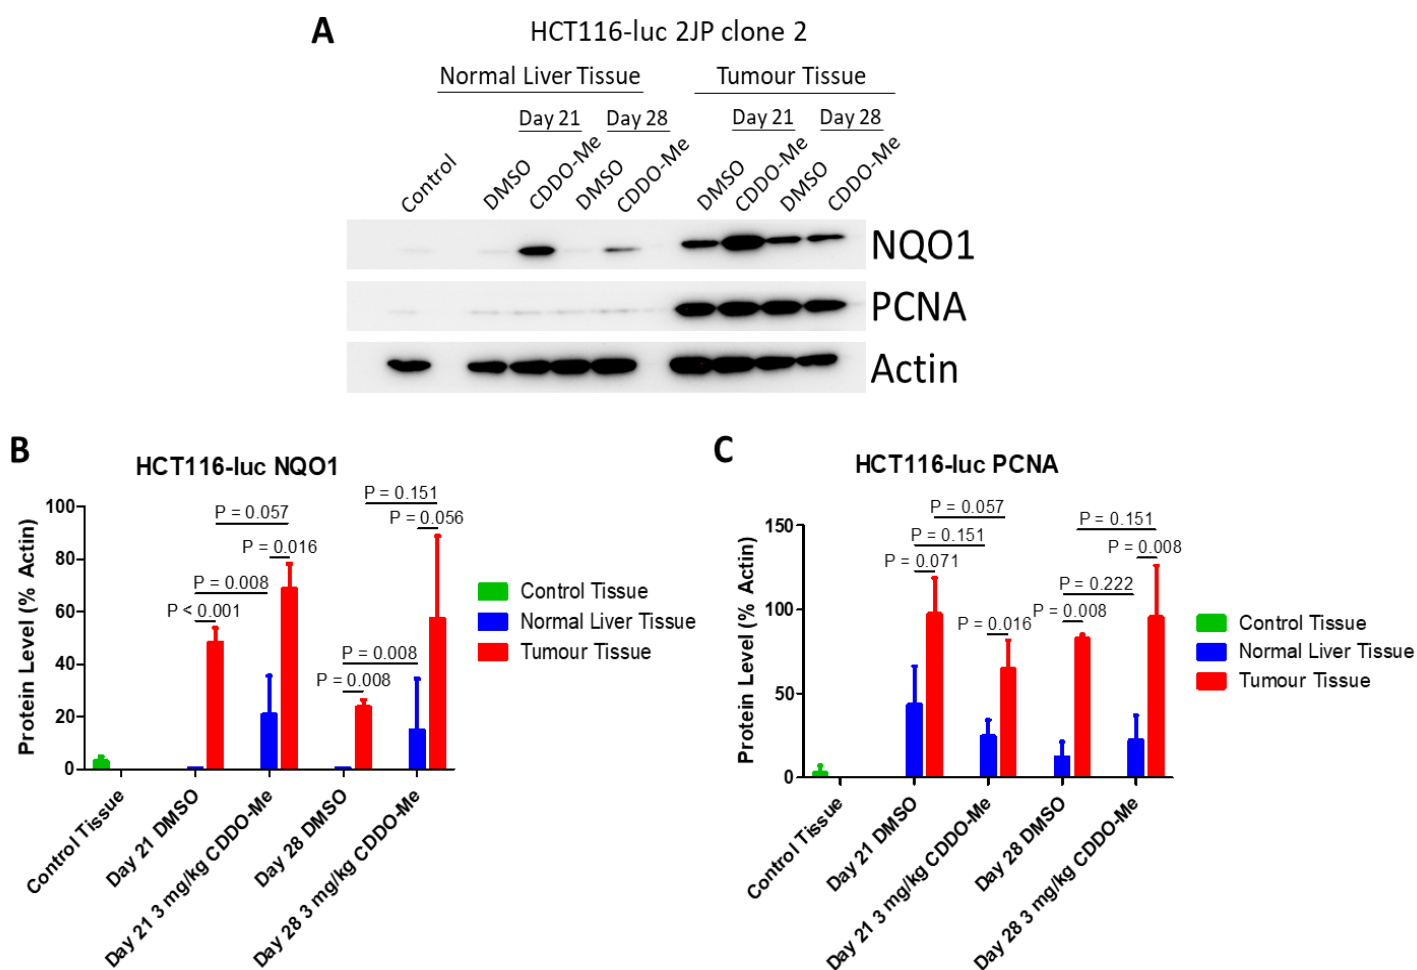 A
HCT116-luc 2JP clone 2
Normal Liver Tissue Tumour Tissue
Day 21 Day 28 Day 21 Day 28
Control DMSO CDDO-Me DMSO CDDO-Me DMSO CDDO-Me DMSO CDDO-Me
NQO1
PCNA
Actin
B
HCT116-luc NQO1
Protein Level (% Actin)
100
80
60
40
20
0
P = 0.151
P = 0.057
P = 0.056
P = 0.016
P = 0.008
P < 0.001
P = 0.008
P = 0.008
Control Tissue
Normal Liver Tissue
Tumour Tissue
Control Tissue
Day 21 DMSO
Day 21 3 mg/kg CDDO-Me
Day 28 DMSO
Day 28 3 mg/kg CDDO-Me
C
HCT116-luc PCNA
Protein Level (% Actin)
150
100
50
0
P = 0.057
P = 0.151
P = 0.151
P = 0.071
P = 0.008
P = 0.222
P = 0.016
P = 0.008
Control Tissue
Normal Liver Tissue
Tumour Tissue
Control Tissue
Day 21 DMSO
Day 21 3 mg/kg CDDO-Me
Day 28 DMSO
Day 28 3 mg/kg CDDO-Me